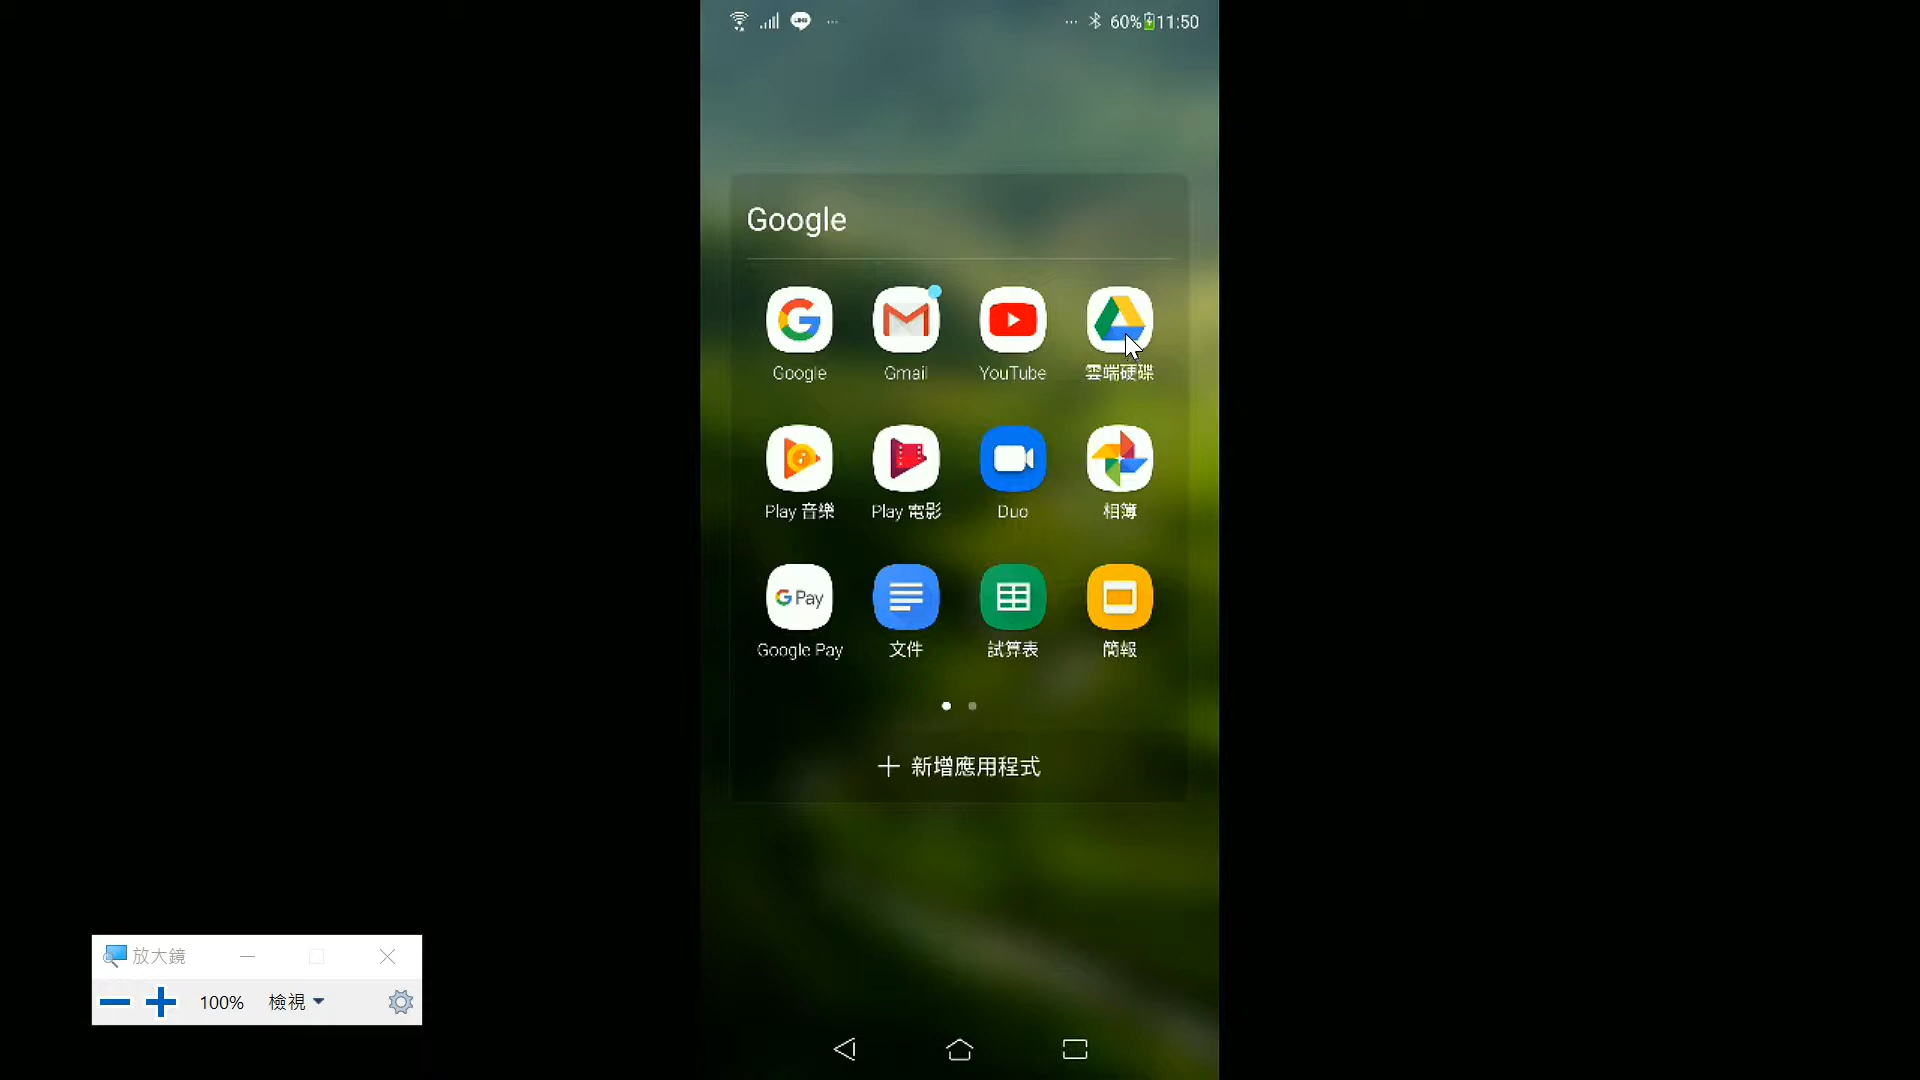 60% 11:50
Google
Google Gmail YouTube 雲端硬碟
Play 音樂 Play 電影 Duo 相簿
G Pay
Google Pay 文件 試算表 簡報
新增應用程式
放大鏡
100% 檢視